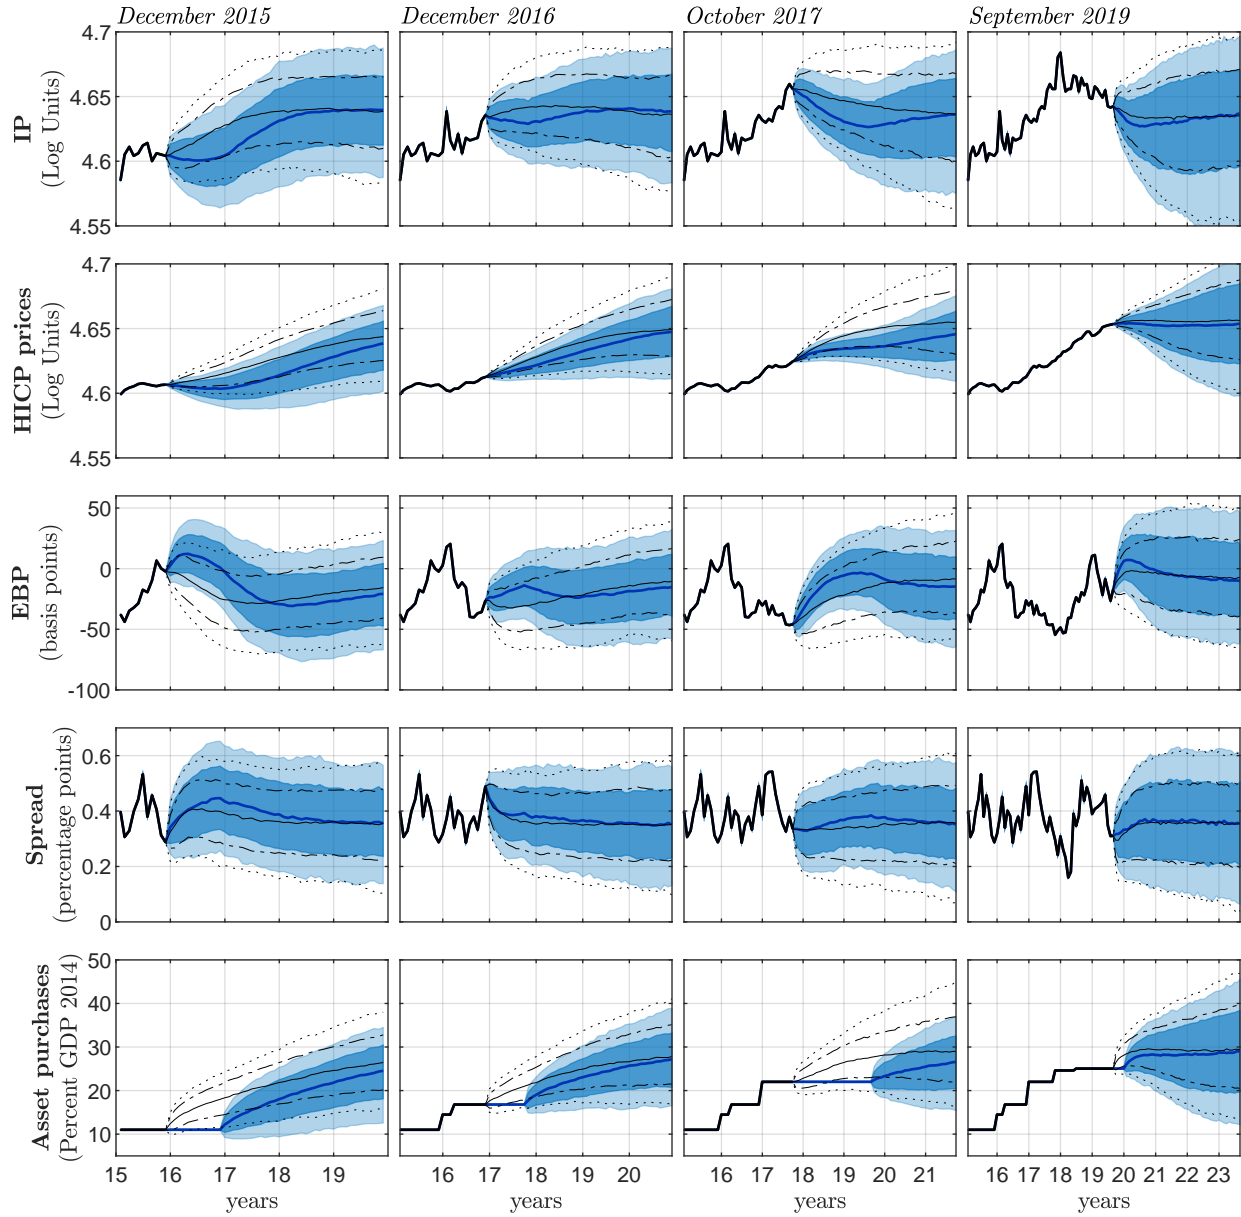 December 2015
December 2016
October 2017
September 2019
IP
(Log Units)
4.7
4.65
4.6
4.55
HICP prices
(Log Units)
4.7
4.65
4.6
4.55
EBP
(basis points)
50
0
-50
-100
Spread
(percentage points)
0.6
0.4
0.2
0
Asset purchases
(Percent GDP 2014)
50
40
30
20
10
15 16 17 18 19
16 17 18 19 20
16 17 18 19 20 21
16 17 18 19 20 21 22 23
years
years
years
years